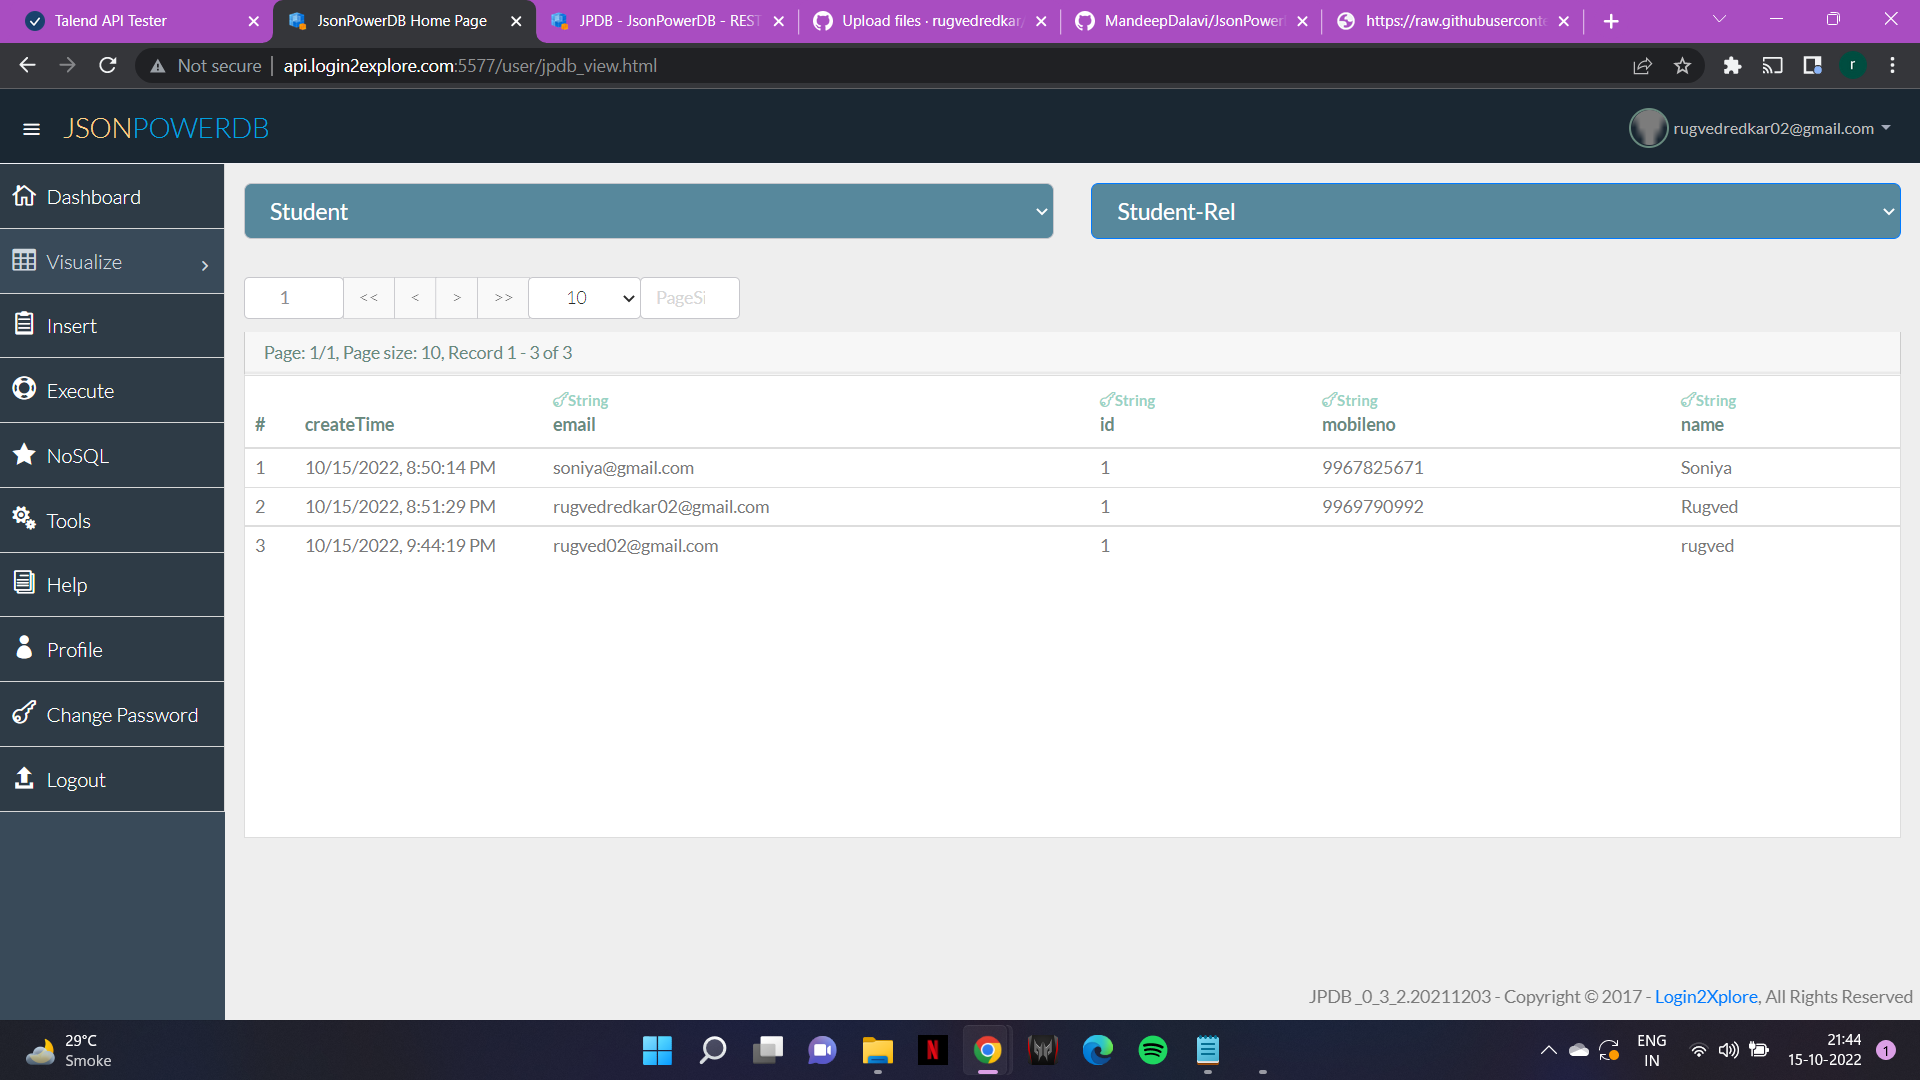 Talend API Tester
JsonPowerDB Home Page
JPDB - JsonPowerDB - REST
Upload files · rugvedredkar/
MandeepDalavi/JsonPower
https://raw.githubuserconte
Not secure
api.login2explore.com:5577/user/jpdb_view.html
r
JSONPOWERDB
rugvedredkar02@gmail.com
Dashboard
Visualize
Insert
Execute
NoSQL
Tools
Help
Profile
Change Password
Logout
Student
Student-Rel
1 << < > >> 10 PageSi
Page: 1/1, Page size: 10, Record 1 - 3 of 3
String String String String
# createTime email id mobileno name
1 10/15/2022, 8:50:14 PM soniya@gmail.com 1 9967825671 Soniya
2 10/15/2022, 8:51:29 PM rugvedredkar02@gmail.com 1 9969790992 Rugved
3 10/15/2022, 9:44:19 PM rugved02@gmail.com 1 rugved
JPDB_0_3_2.20211203 - Copyright © 2017 - Login2Xplore, All Rights Reserved
29°C
Smoke
N
ENG
IN
21:44
15-10-2022
1